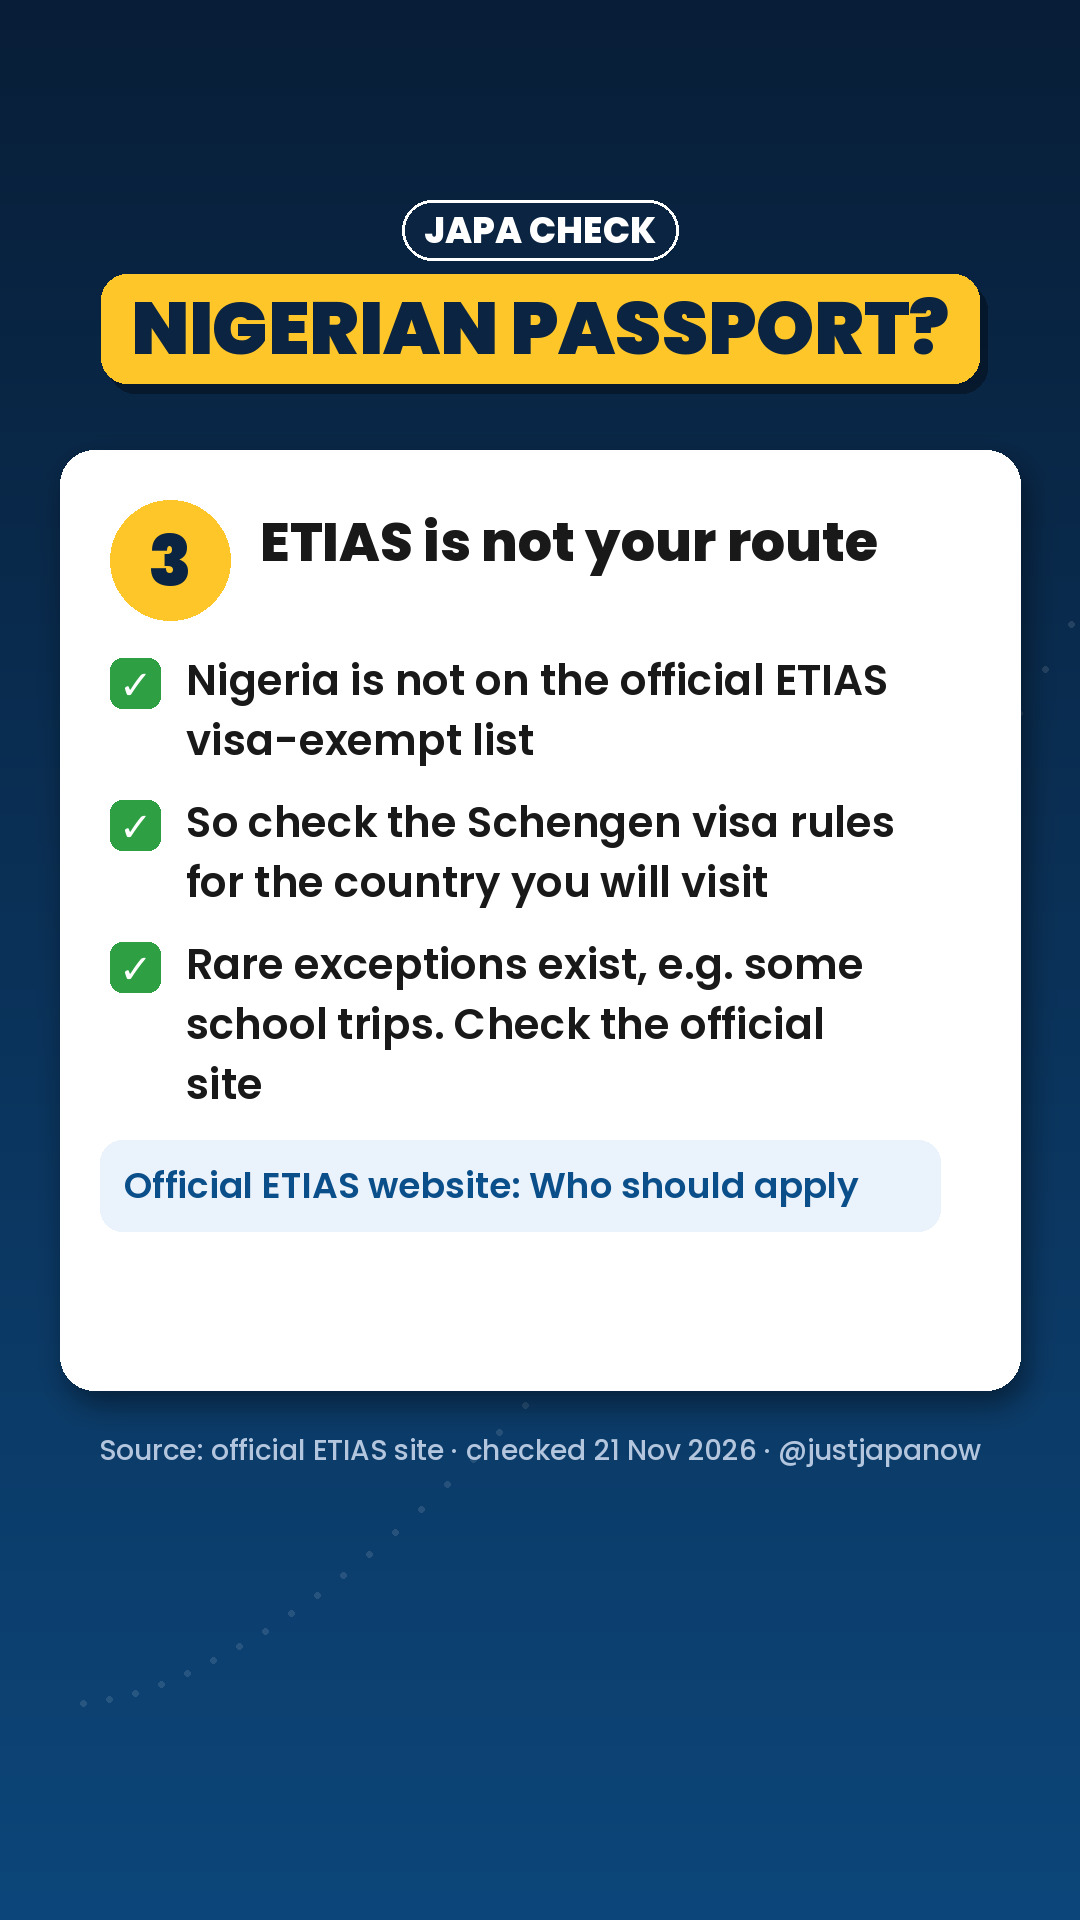 JAPA CHECK
NIGERIAN PASSPORT?
3
ETIAS is not your route
✓ Nigeria is not on the official ETIAS
visa-exempt list
✓ So check the Schengen visa rules
for the country you will visit
✓ Rare exceptions exist, e.g. some
school trips. Check the official
site
Official ETIAS website: Who should apply
Source: official ETIAS site · checked 21 Nov 2026 · @justjapanow